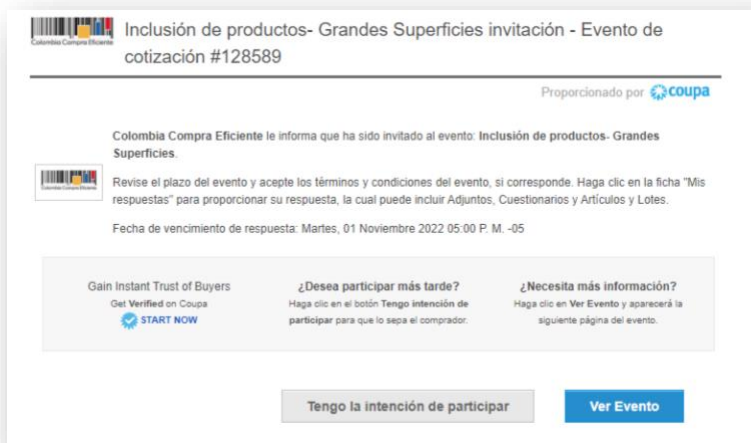 Colombia Compra Eficiente
Inclusión de productos- Grandes Superficies invitación - Evento de
cotización #128589
Proporcionado por coupa
Colombia Compra Eficiente le informa que ha sido invitado al evento: Inclusión de productos- Grandes
Superficies.
Colombia Compra Eficiente
Revise el plazo del evento y acepte los términos y condiciones del evento, si corresponde. Haga clic en la ficha "Mis
respuestas" para proporcionar su respuesta, la cual puede incluir Adjuntos, Cuestionarios y Artículos y Lotes.
Fecha de vencimiento de respuesta: Martes, 01 Noviembre 2022 05:00 P. M. -05
Gain Instant Trust of Buyers
Get Verified on Coupa
START NOW
¿Desea participar más tarde?
Haga clic en el botón Tengo intención de
participar para que lo sepa el comprador.
¿Necesita más información?
Haga clic en Ver Evento y aparecerá la
siguiente página del evento.
Tengo la intención de participar
Ver Evento